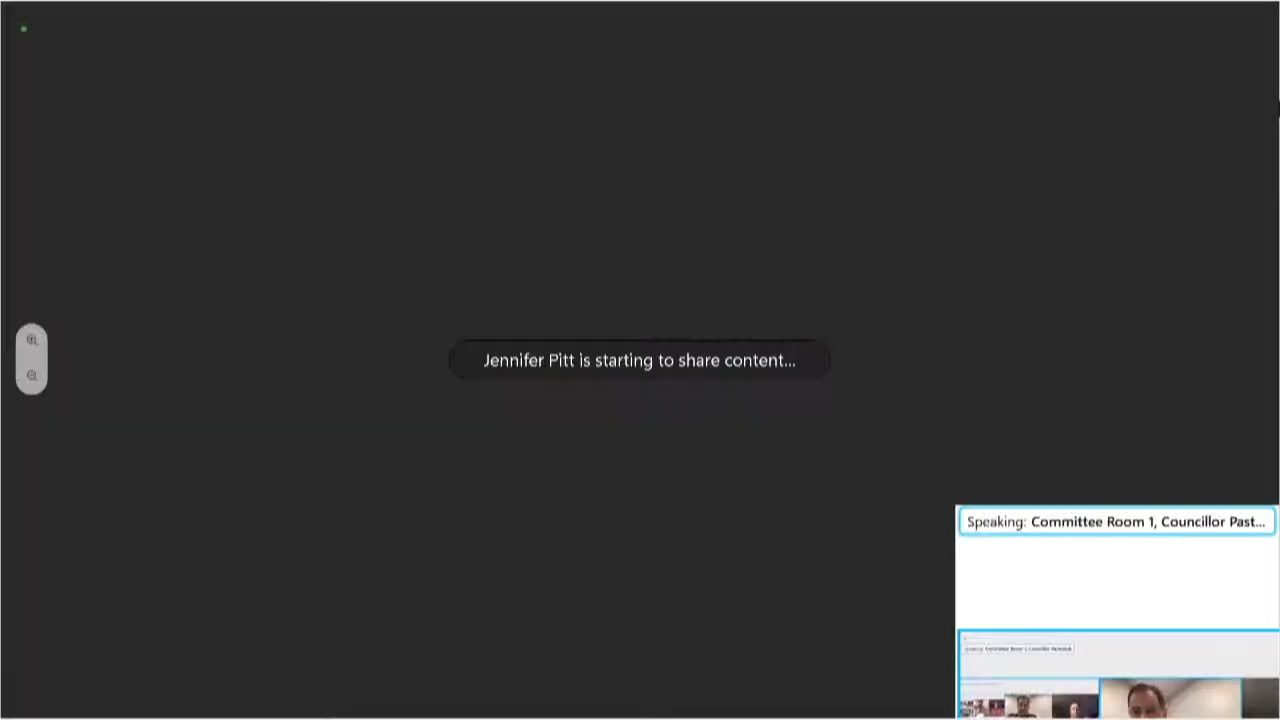 Jennifer Pitt is starting to share content...
Speaking: Committee Room 1, Councillor Past...